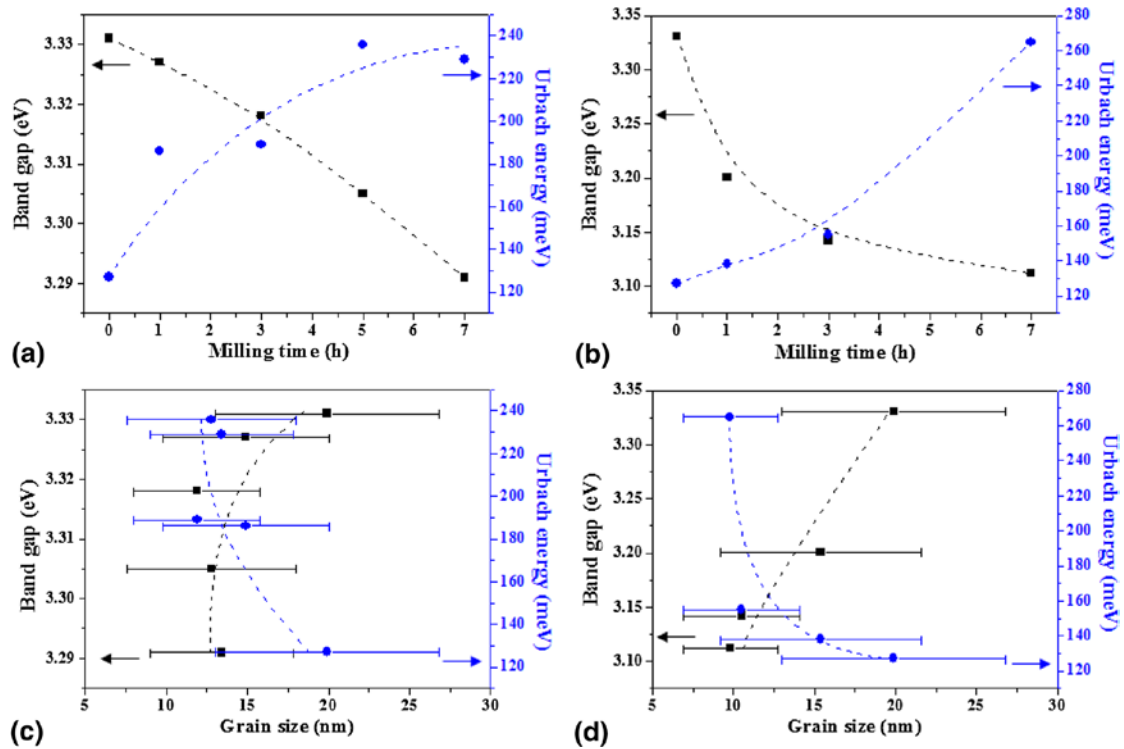 3.33
3.32
3.31
3.30
3.29
Band gap (eV)
240
220
200
180
160
140
120
Urbach energy (meV)
0 1 2 3 4 5 6 7
Milling time (h)
(a)
3.35
3.30
3.25
3.20
3.15
3.10
Band gap (eV)
280
260
240
220
200
180
160
140
120
Urbach energy (meV)
0 1 2 3 4 5 6 7
Milling time (h)
(b)
3.33
3.32
3.31
3.30
3.29
Band gap (eV)
240
220
200
180
160
140
120
Urbach energy (meV)
5 10 15 20 25 30
Grain size (nm)
(c)
3.35
3.30
3.25
3.20
3.15
3.10
Band gap (eV)
280
260
240
220
200
180
160
140
120
Urbach energy (meV)
5 10 15 20 25 30
Grain size (nm)
(d)